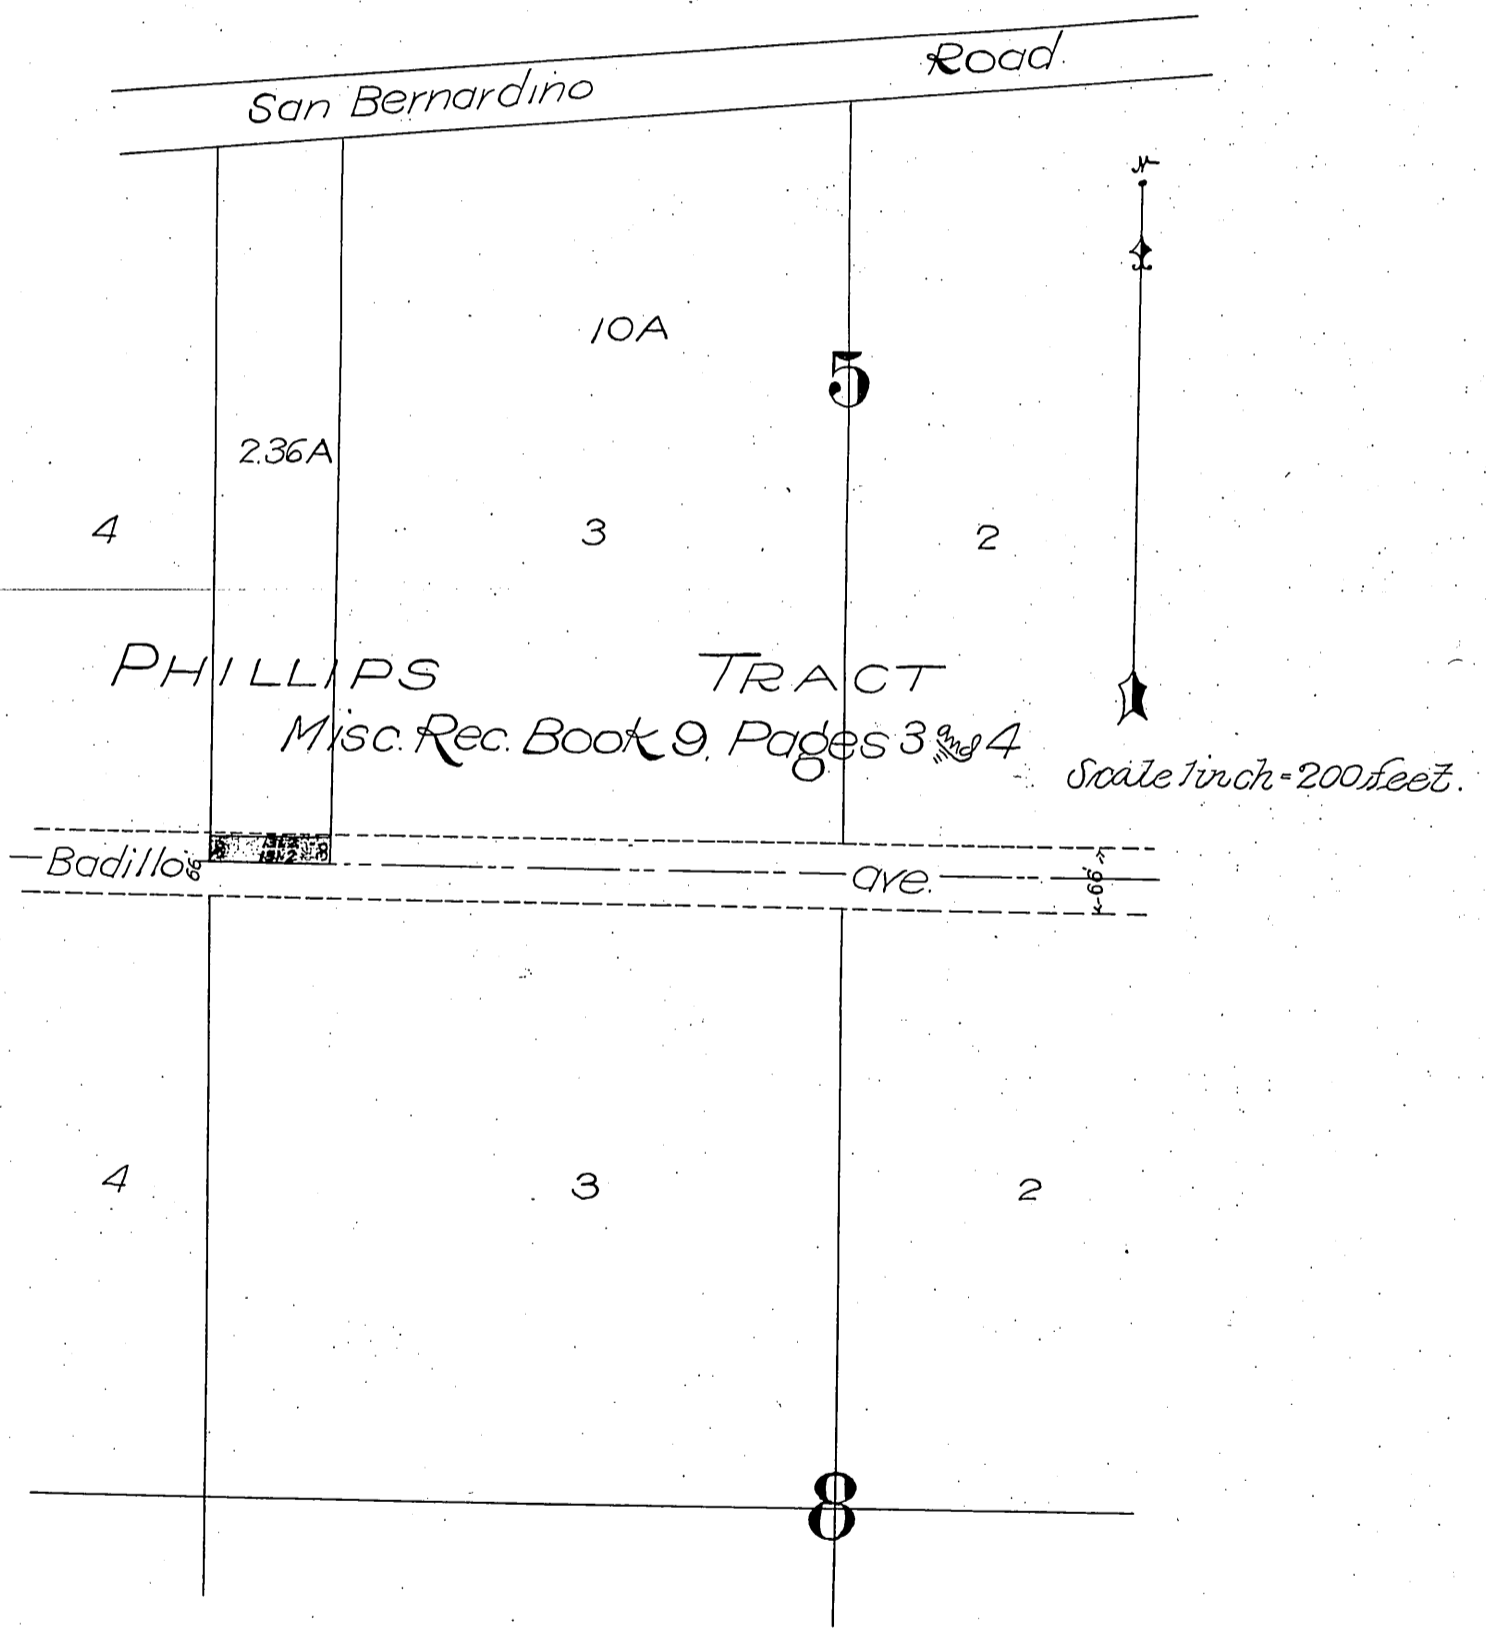 San Bernardino Road.
N
10A
5
2.36A
4 3 2
PHILLIPS TRACT
Misc. Rec. Book 9, Pages 3 and 4
Scale 1 inch = 200 feet.
Badillo 66 ave. 66'
4 3 2
8